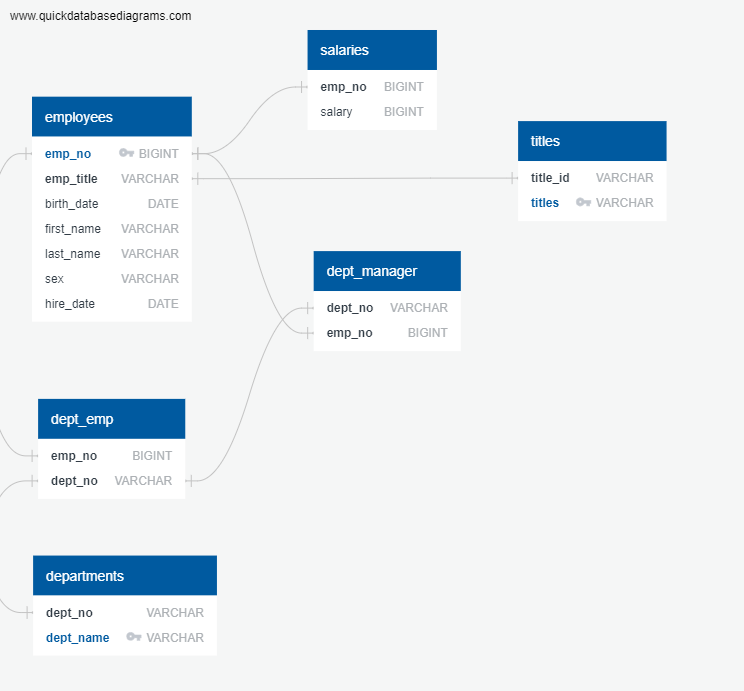 www.quickdatabasediagrams.com
salaries
emp_no BIGINT
salary BIGINT
employees
emp_no BIGINT
emp_title VARCHAR
birth_date DATE
first_name VARCHAR
last_name VARCHAR
sex VARCHAR
hire_date DATE
titles
title_id VARCHAR
titles VARCHAR
dept_manager
dept_no VARCHAR
emp_no BIGINT
dept_emp
emp_no BIGINT
dept_no VARCHAR
departments
dept_no VARCHAR
dept_name VARCHAR